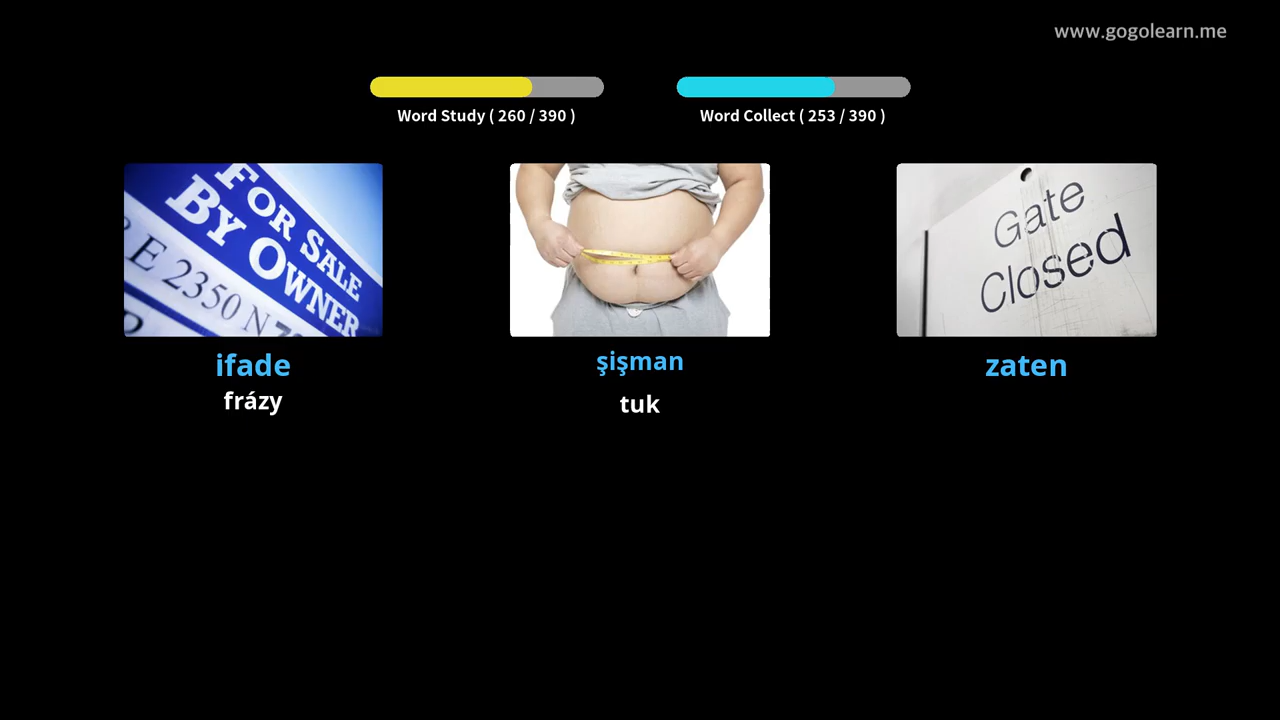 www.gogolearn.me
Word Study ( 260 / 390 )
Word Collect ( 253 / 390 )
FOR SALE
BY OWNER
E 2350 N
Gate
Closed
ifade
şişman
zaten
frázy
tuk